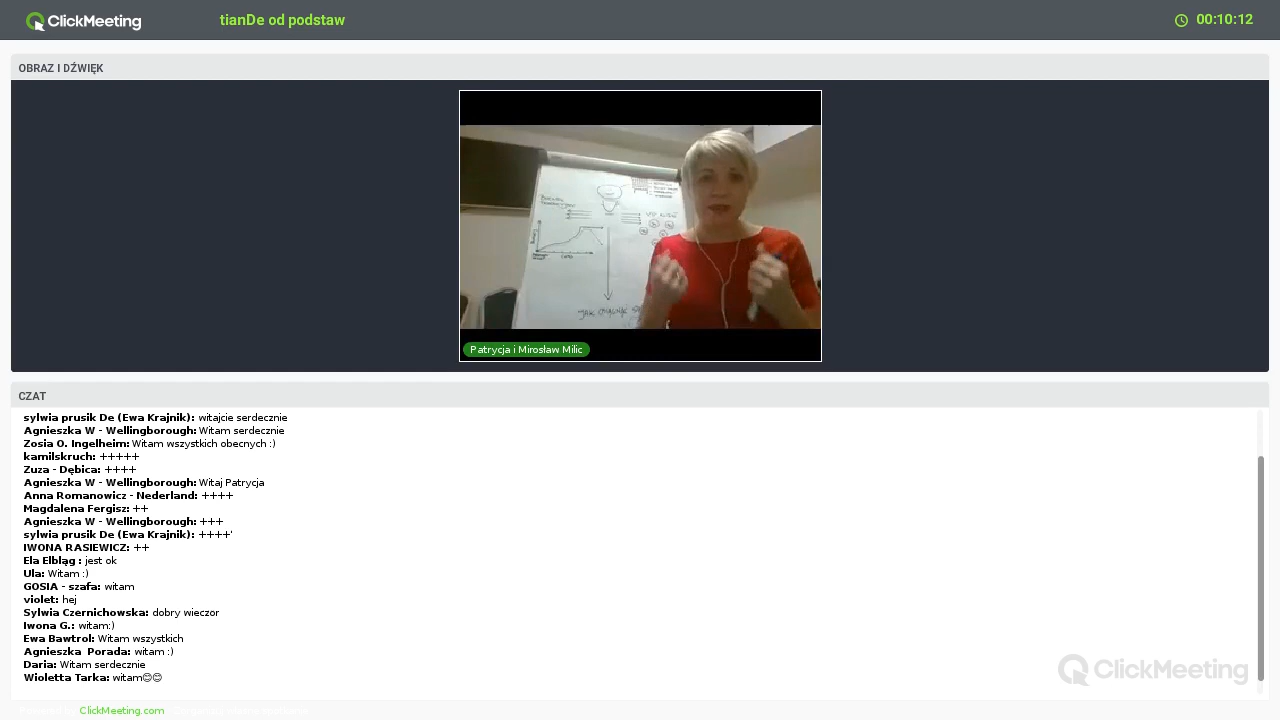 ClickMeeting
tianDe od podstaw
00:10:12
OBRAZ I DŹWIĘK
JAK
Patrycja i Mirosław Milic
CZAT
sylwia prusik De (Ewa Krajnik): witajcie serdecznie
Agnieszka W - Wellingborough: Witam serdecznie
Zosia O. Ingelheim: Witam wszystkich obecnych :)
kamilskruch: +++++
Zuza - Dębica: ++++
Agnieszka W - Wellingborough: Witaj Patrycja
Anna Romanowicz - Nederland: ++++
Magdalena Fergisz: ++
Agnieszka W - Wellingborough: +++
sylwia prusik De (Ewa Krajnik): ++++'
IWONA RASIEWICZ: ++
Ela Elbląg : jest ok
Ula: Witam :)
GOSIA - szafa: witam
violet: hej
Sylwia Czernichowska: dobry wieczor
Iwona G.: witam:)
Ewa Bawtrol: Witam wszystkich
Agnieszka  Porada: witam :)
Daria: Witam serdecznie
Wioletta Tarka: witam😊😊
ClickMeeting
ClickMeeting.com